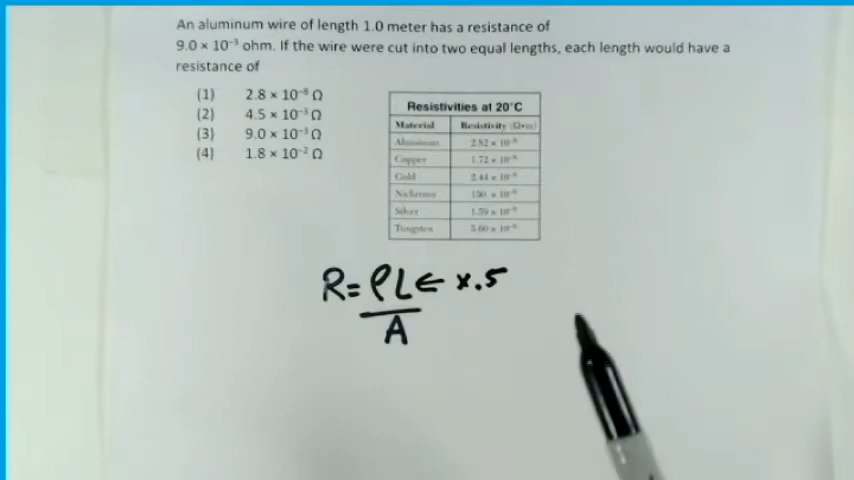 An aluminum wire of length 1.0 meter has a resistance of
9.0 × 10⁻³ ohm. If the wire were cut into two equal lengths, each length would have a
resistance of
(1) 2.8 × 10⁻⁸ Ω
(2) 4.5 × 10⁻³ Ω
(3) 9.0 × 10⁻³ Ω
(4) 1.8 × 10⁻² Ω
Resistivities at 20°C
Material Resistivity (Ω•m)
Aluminum 2.82 × 10⁻⁸
Copper 1.72 × 10⁻⁸
Gold 2.44 × 10⁻⁸
Nichrome 150. × 10⁻⁸
Silver 1.59 × 10⁻⁸
Tungsten 5.60 × 10⁻⁸
R = ρL ← ×.5
A